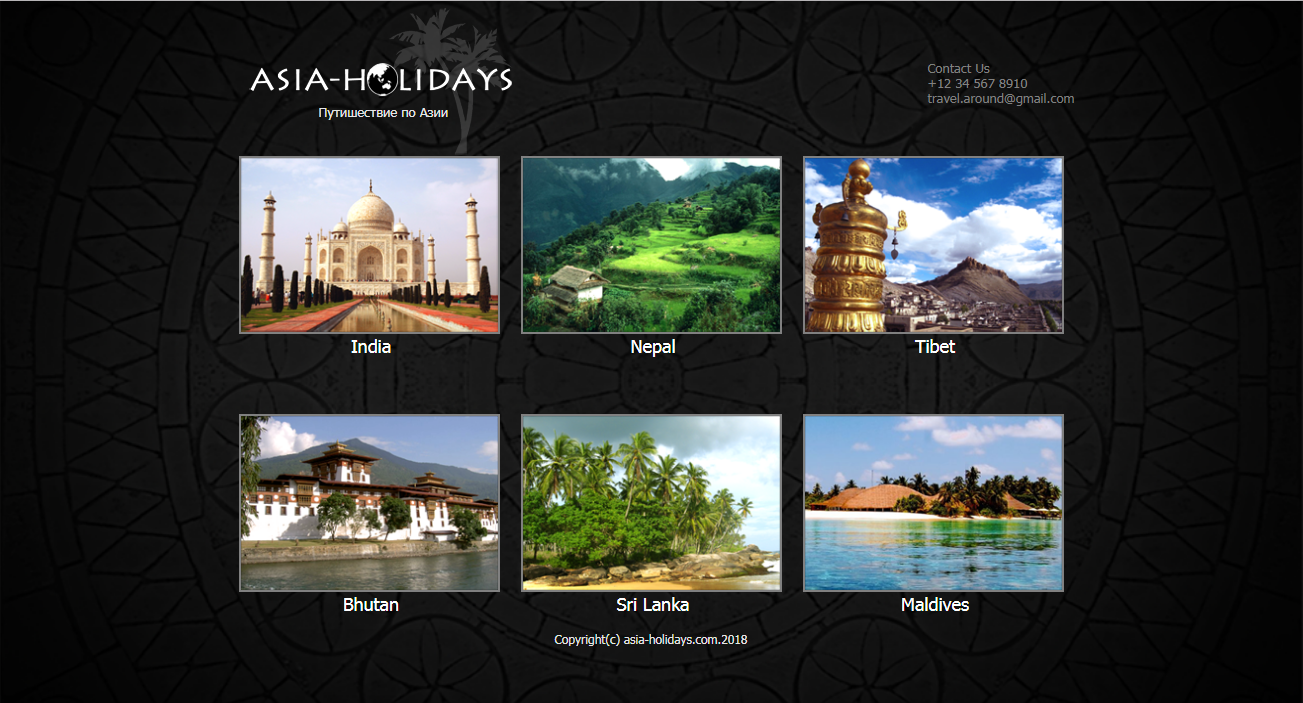 ASIA-HOLIDAYS
Путишествие по Азии
Contact Us
+12 34 567 8910
travel.around@gmail.com
India
Nepal
Tibet
Bhutan
Sri Lanka
Maldives
Copyright(c) asia-holidays.com.2018